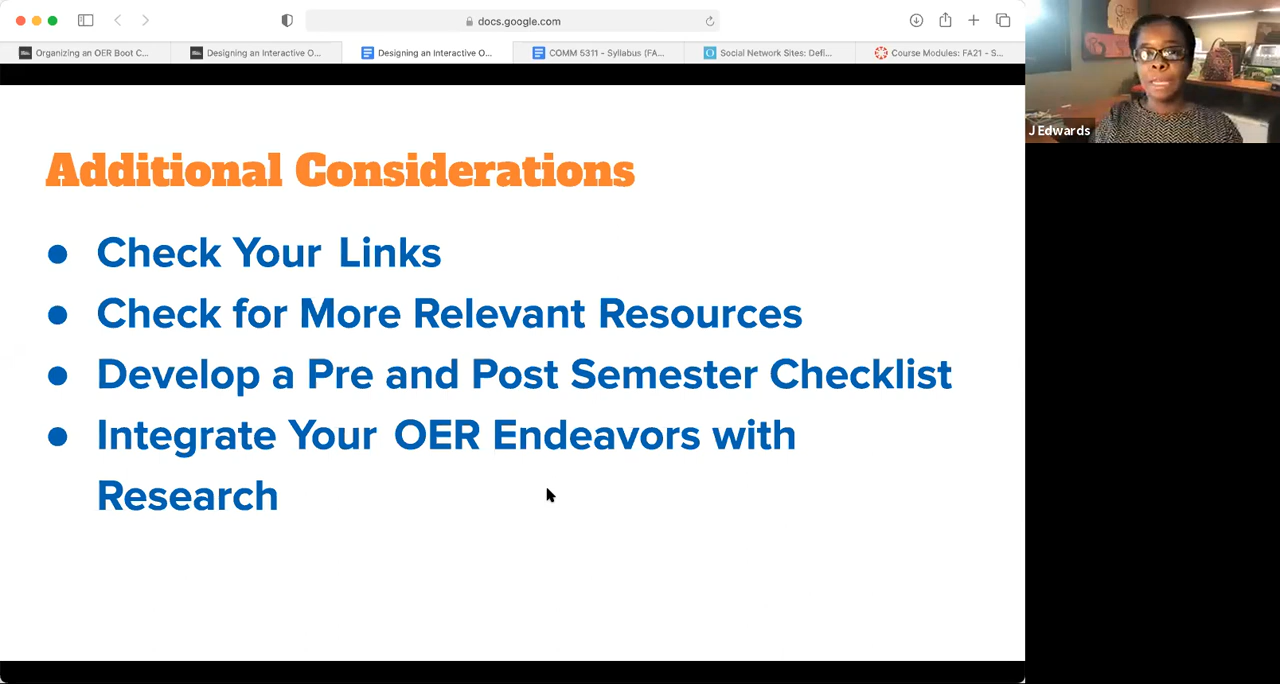 docs.google.com
Organizing an OER Boot C...
Designing an Interactive O...
Designing an Interactive O...
COMM 5311 - Syllabus (FA...
Social Network Sites: Defi...
Course Modules: FA21 - S...
J Edwards
Additional Considerations
● Check Your Links
● Check for More Relevant Resources
● Develop a Pre and Post Semester Checklist
● Integrate Your OER Endeavors with
Research